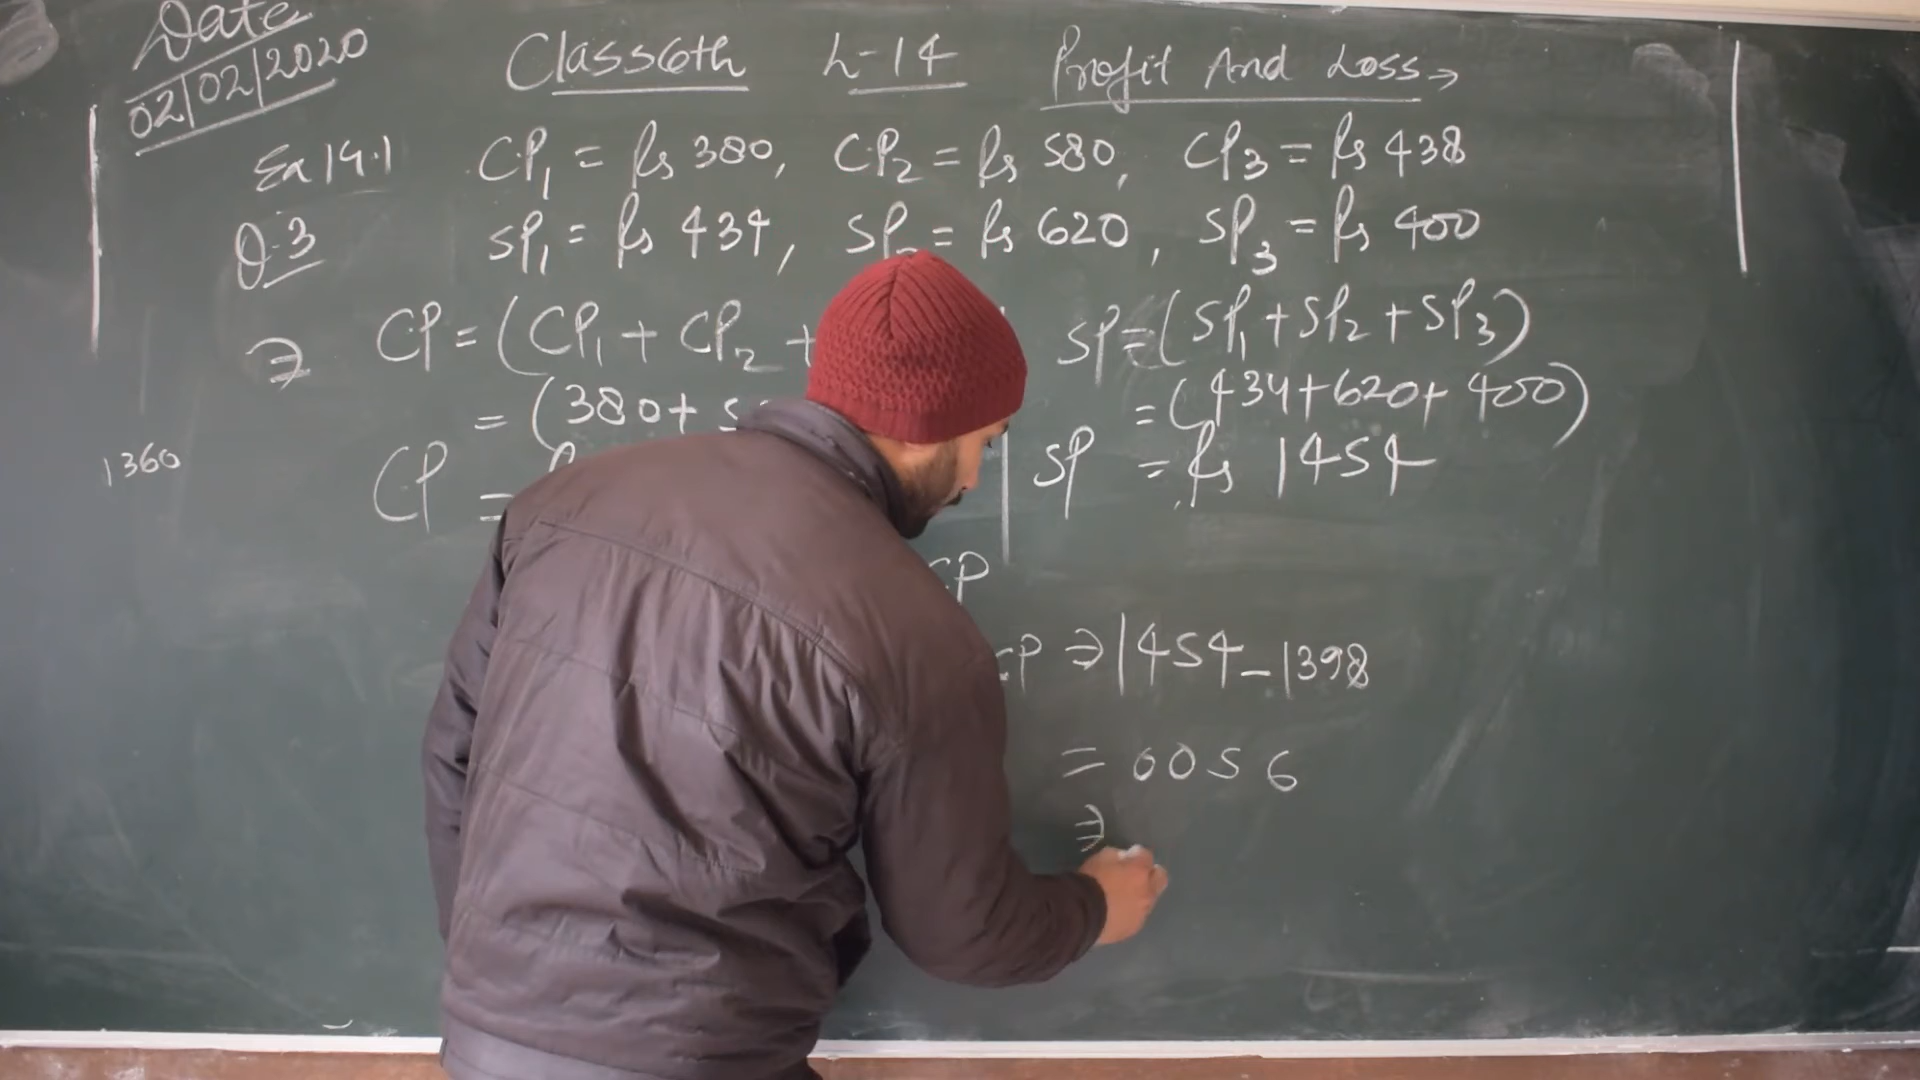 Date
02/02/2020
Class 6th L-14 Profit And Loss →
Ex 14.1 CP₁ = Rs 380, CP₂ = Rs 580, CP₃ = Rs 438
Q.3 SP₁ = Rs 434, SP₂ = Rs 620, SP₃ = Rs 400
⇒ CP = (CP₁ + CP₂ + SP = (SP₁ + SP₂ + SP₃)
= (380 + 5 = (434 + 620 + 400)
1360 CP = SP = Rs 1454
CP
CP ⇒ 1454 - 1398
= 0056
⇒